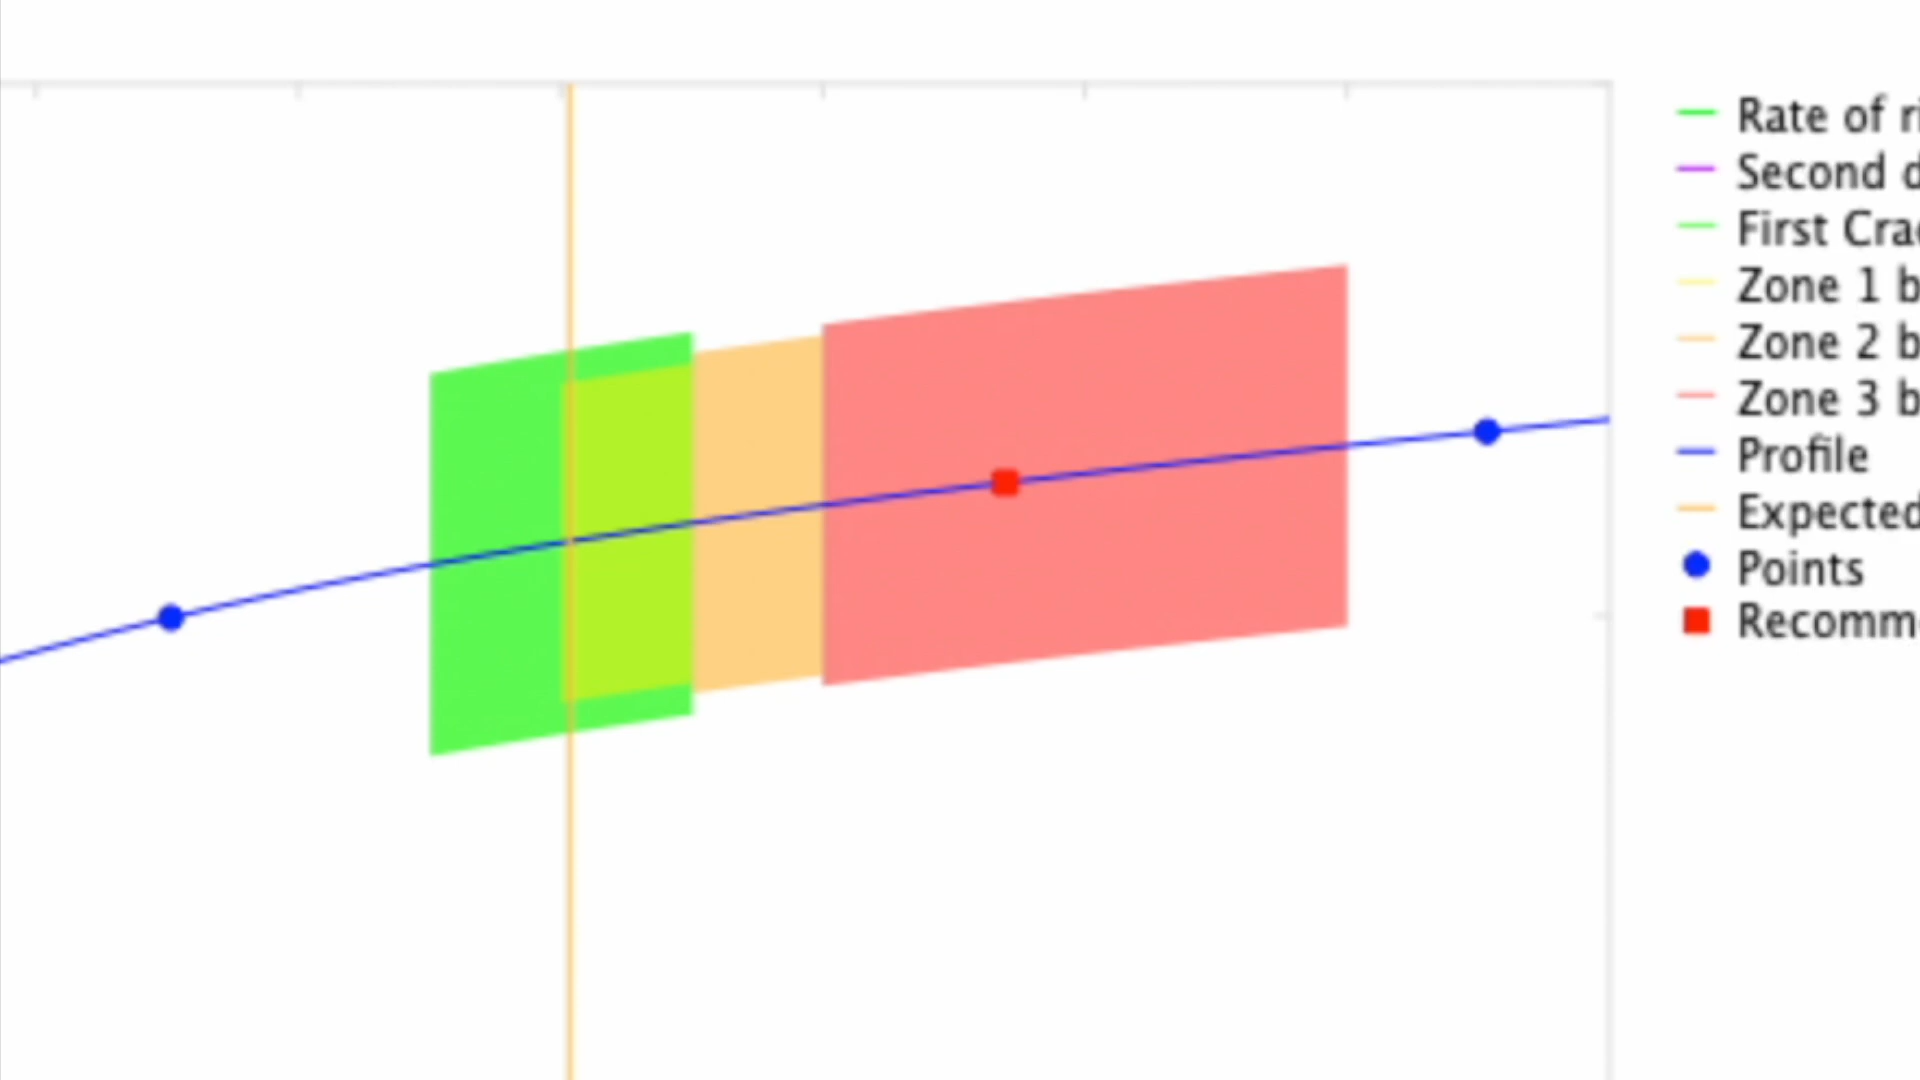 Rate of
Second
First
Zone 1
Zone 2
Zone 3
Profile
Expected
Points